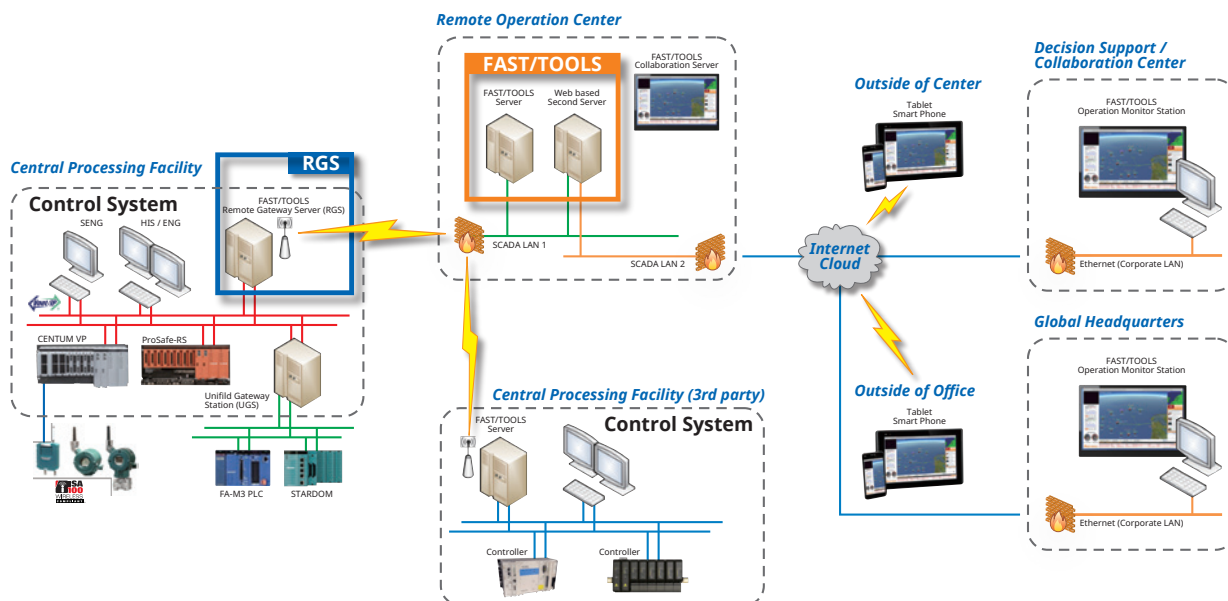 Remote Operation Center
FAST/TOOLS
FAST/TOOLS
Server
Web based
Second Server
FAST/TOOLS
Collaboration Server
SCADA LAN 1
SCADA LAN 2
Central Processing Facility
Control System
SENG
HIS / ENG
RGS
FAST/TOOLS
Remote Gateway Server (RGS)
CENTUM VP
ProSafe-RS
Unifild Gateway
Station (UGS)
FA-M3 PLC
STARDOM
ISA
100
WIRELESS
Central Processing Facility (3rd party)
Control System
FAST/TOOLS
Server
Controller
Controller
Outside of Center
Tablet
Smart Phone
Internet
Cloud
Outside of Office
Tablet
Smart Phone
Decision Support /
Collaboration Center
FAST/TOOLS
Operation Monitor Station
Ethernet (Corporate LAN)
Global Headquarters
FAST/TOOLS
Operation Monitor Station
Ethernet (Corporate LAN)